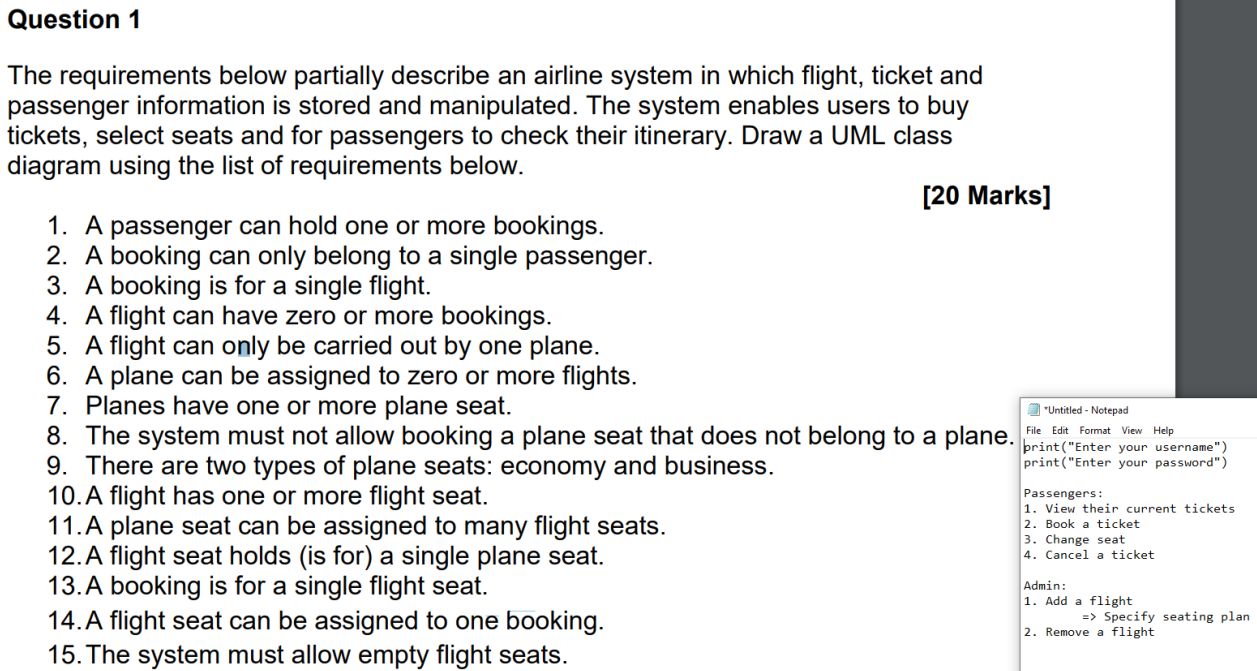 Question 1
The requirements below partially describe an airline system in which flight, ticket and
passenger information is stored and manipulated. The system enables users to buy
tickets, select seats and for passengers to check their itinerary. Draw a UML class
diagram using the list of requirements below.
[20 Marks]
1. A passenger can hold one or more bookings.
2. A booking can only belong to a single passenger.
3. A booking is for a single flight.
4. A flight can have zero or more bookings.
5. A flight can only be carried out by one plane.
6. A plane can be assigned to zero or more flights.
7. Planes have one or more plane seat.
8. The system must not allow booking a plane seat that does not belong to a plane.
9. There are two types of plane seats: economy and business.
10. A flight has one or more flight seat.
11. A plane seat can be assigned to many flight seats.
12. A flight seat holds (is for) a single plane seat.
13. A booking is for a single flight seat.
14. A flight seat can be assigned to one booking.
15. The system must allow empty flight seats.
*Untitled - Notepad
File Edit Format View Help
print("Enter your username")
print("Enter your password")
Passengers:
1. View their current tickets
2. Book a ticket
3. Change seat
4. Cancel a ticket
Admin:
1. Add a flight
=> Specify seating plan
2. Remove a flight